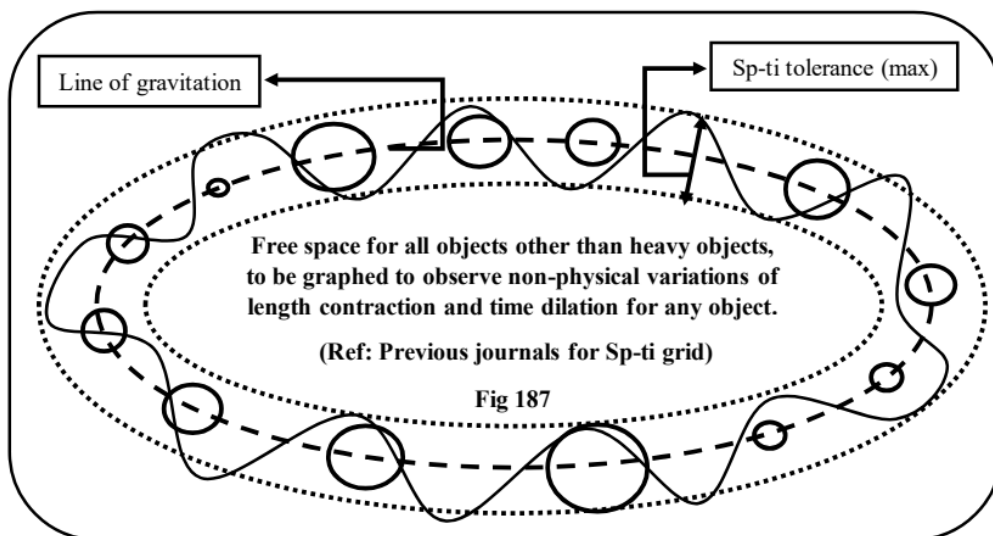 Line of gravitation
Sp-ti tolerance (max)
Free space for all objects other than heavy objects,
to be graphed to observe non-physical variations of
length contraction and time dilation for any object.
(Ref: Previous journals for Sp-ti grid)
Fig 187